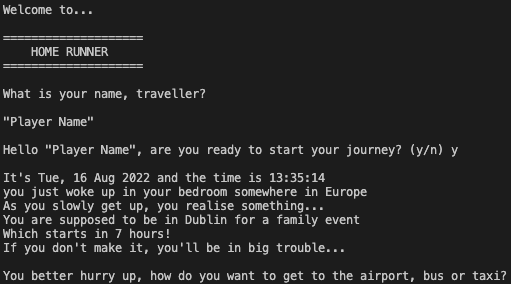 Welcome to...
====================
HOME RUNNER
====================
What is your name, traveller?
"Player Name"
Hello "Player Name", are you ready to start your journey? (y/n) y
It's Tue, 16 Aug 2022 and the time is 13:35:14
you just woke up in your bedroom somewhere in Europe
As you slowly get up, you realise something...
You are supposed to be in Dublin for a family event
Which starts in 7 hours!
If you don't make it, you'll be in big trouble...
You better hurry up, how do you want to get to the airport, bus or taxi?